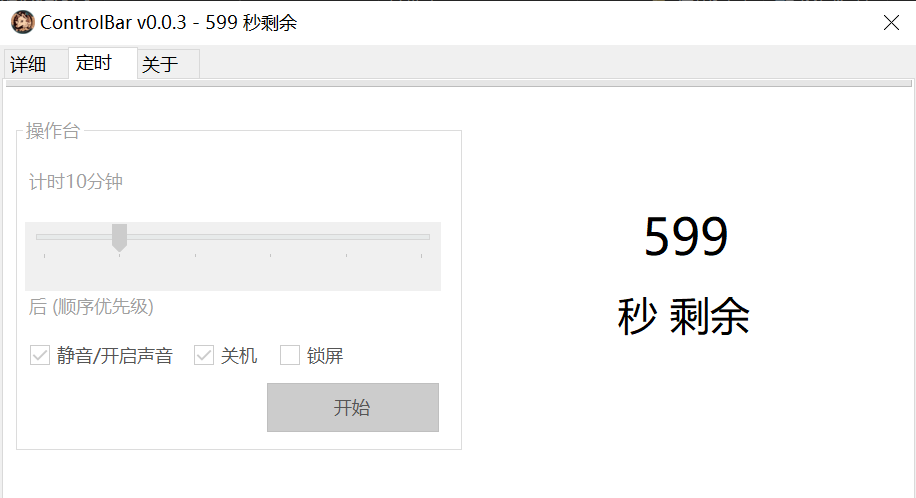 ControlBar v0.0.3 - 599 秒剩余
详细 定时 关于
操作台
计时10分钟
599
秒 剩余
后 (顺序优先级)
静音/开启声音 关机 锁屏
开始